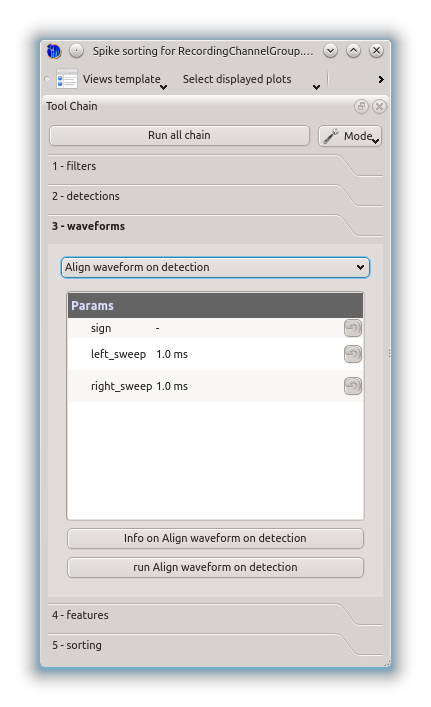 Spike sorting for RecordingChannelGroup....
Views template
Select displayed plots
Tool Chain
Run all chain
Mode
1 - filters
2 - detections
3 - waveforms
Align waveform on detection
Params
sign -
left_sweep 1.0 ms
right_sweep 1.0 ms
Info on Align waveform on detection
run Align waveform on detection
4 - features
5 - sorting